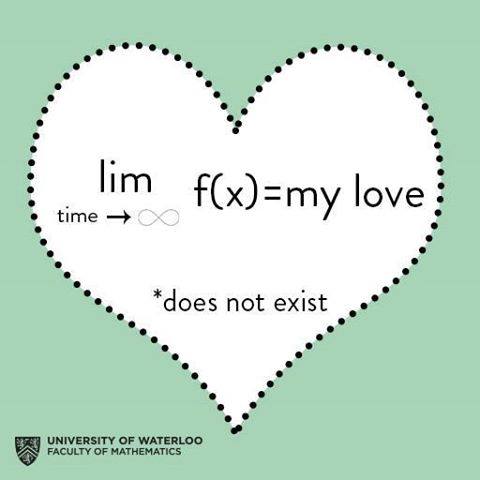 lim f(x)=my love
time → ∞
*does not exist
UNIVERSITY OF WATERLOO
FACULTY OF MATHEMATICS